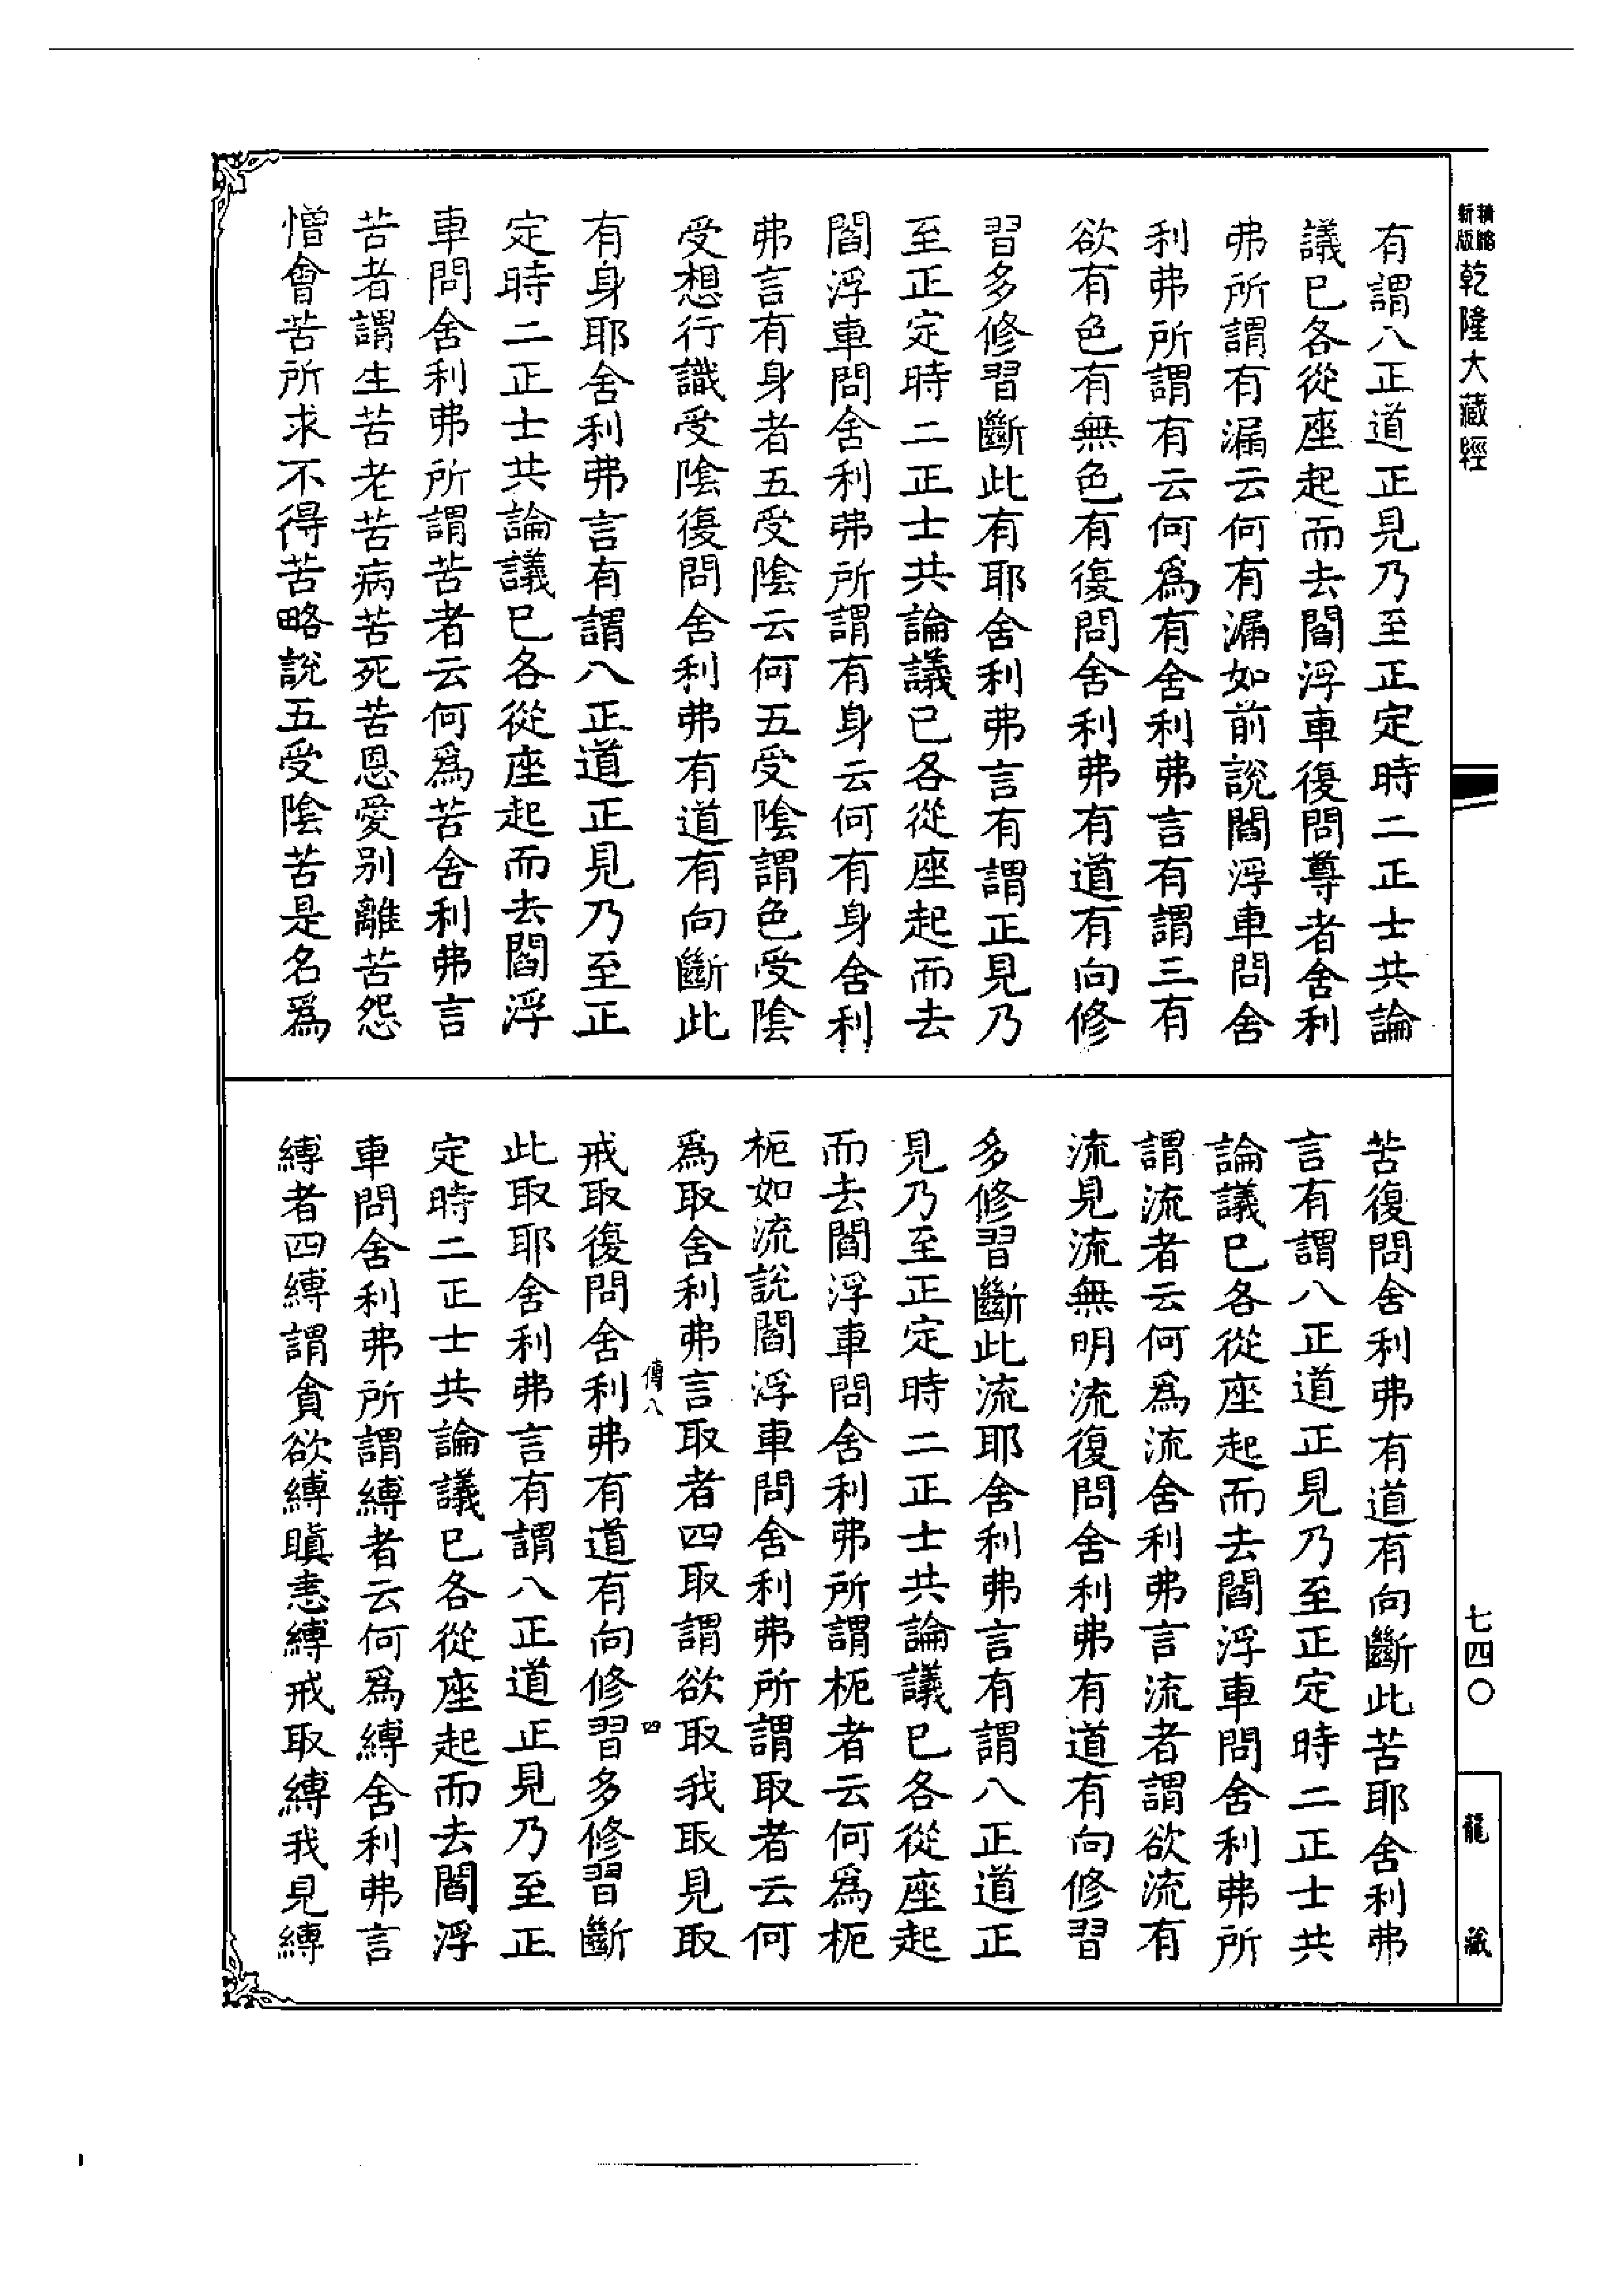 精縮新版乾隆大藏經
有謂八正道正見乃至正定時二正士共論
議已各從座起而去閻浮車復問尊者舍利
弗所謂有漏云何有漏如前說閻浮車問舍
利弗所謂有云何爲有舍利弗言有謂三有
欲有色有無色有復問舍利弗有道有向修
習多修習斷此有耶舍利弗言有謂正見乃
至正定時二正士共論議已各從座起而去
閻浮車問舍利弗所謂有身云何有身舍利
弗言有身者五受陰云何五受陰謂色受陰
受想行識受陰復問舍利弗有道有向斷此
有身耶舍利弗言有謂八正道正見乃至正
定時二正士共論議已各從座起而去閻浮
車問舍利弗所謂苦者云何爲苦舍利弗言
苦者謂生苦老苦病苦死苦恩愛别離苦怨
憎會苦所求不得苦略說五受陰苦是名爲
苦復問舍利弗有道有向斷此苦耶舍利弗
言有謂八正道正見乃至正定時二正士共
論議已各從座起而去閻浮車問舍利弗所
謂流者云何爲流舍利弗言流者謂欲流有
流見流無明流復問舍利弗有道有向修習
多修習斷此流耶舍利弗言有謂八正道正
見乃至正定時二正士共論議已各從座起
而去閻浮車問舍利弗所謂枙者云何爲枙
枙如流說閻浮車問舍利弗所謂取者云何
爲取舍利弗言取者四取謂欲取我取見取
傳八
四
戒取復問舍利弗有道有向修習多修習斷
此取耶舍利弗言有謂八正道正見乃至正
定時二正士共論議已各從座起而去閻浮
車問舍利弗所謂縛者云何爲縛舍利弗言
縛者四縛謂貪欲縛瞋恚縛戒取縛我見縛
七四〇
龍藏